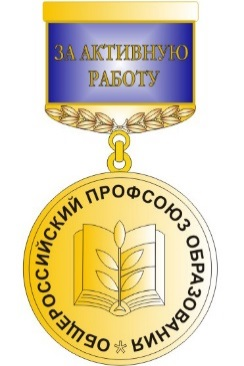 ЗА АКТИВНУЮ
РАБОТУ
ОБЩЕРОССИЙСКИЙ ПРОФСОЮЗ ОБРАЗОВАНИЯ